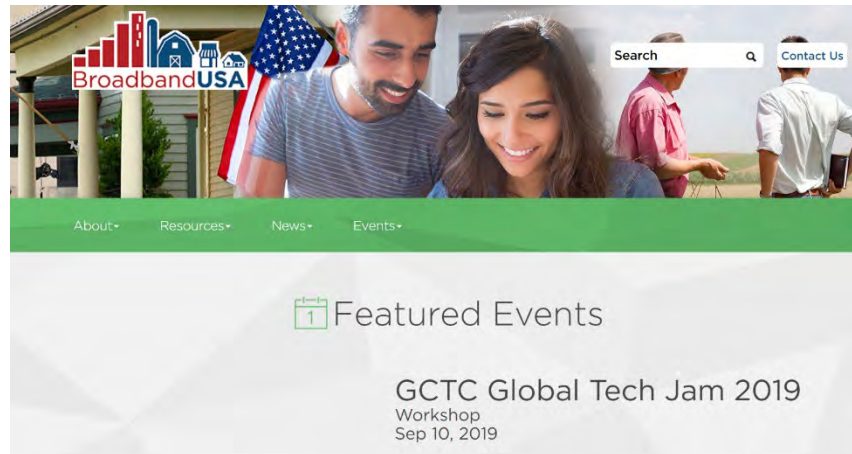 BroadbandUSA
Search
Contact Us
About
Resources
News
Events
1
Featured Events
GCTC Global Tech Jam 2019
Workshop
Sep 10, 2019